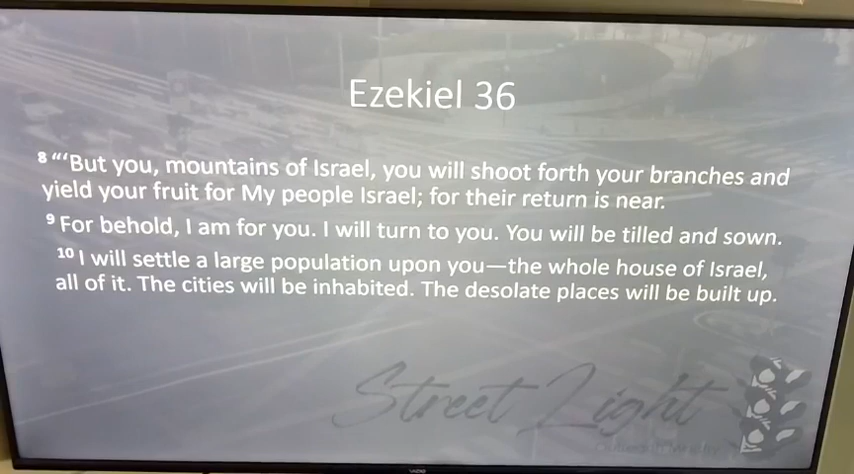 Ezekiel 36
8 “‘But you, mountains of Israel, you will shoot forth your branches and
yield your fruit for My people Israel; for their return is near.
9 For behold, I am for you. I will turn to you. You will be tilled and sown.
10 I will settle a large population upon you—the whole house of Israel,
all of it. The cities will be inhabited. The desolate places will be built up.
Street Light
VIZIO